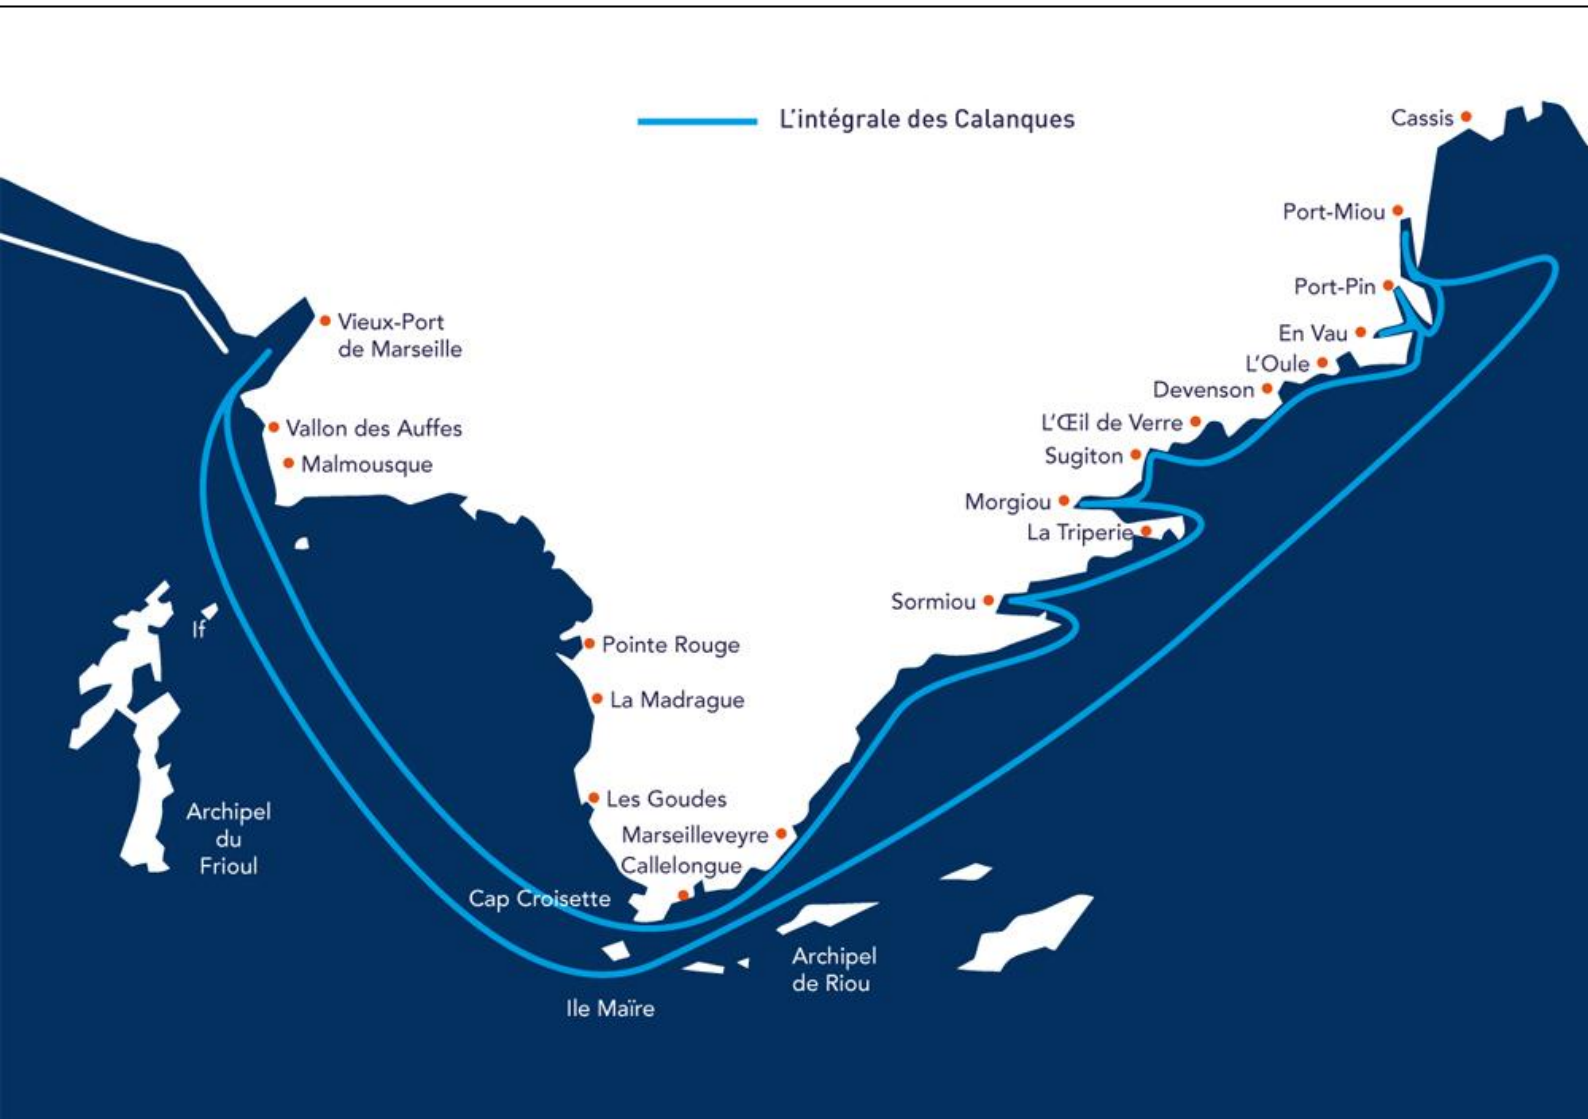 L'intégrale des Calanques
Cassis
Port-Miou
Port-Pin
Vieux-Port
de Marseille
En Vau
L'Oule
Devenson
L'Œil de Verre
Vallon des Auffes
Sugiton
Malmousque
Morgiou
La Triperie
Sormiou
If
Pointe Rouge
La Madrague
Les Goudes
Archipel
du
Frioul
Marseilleveyre
Callelongue
Cap Croisette
Archipel
de Riou
Ile Maïre